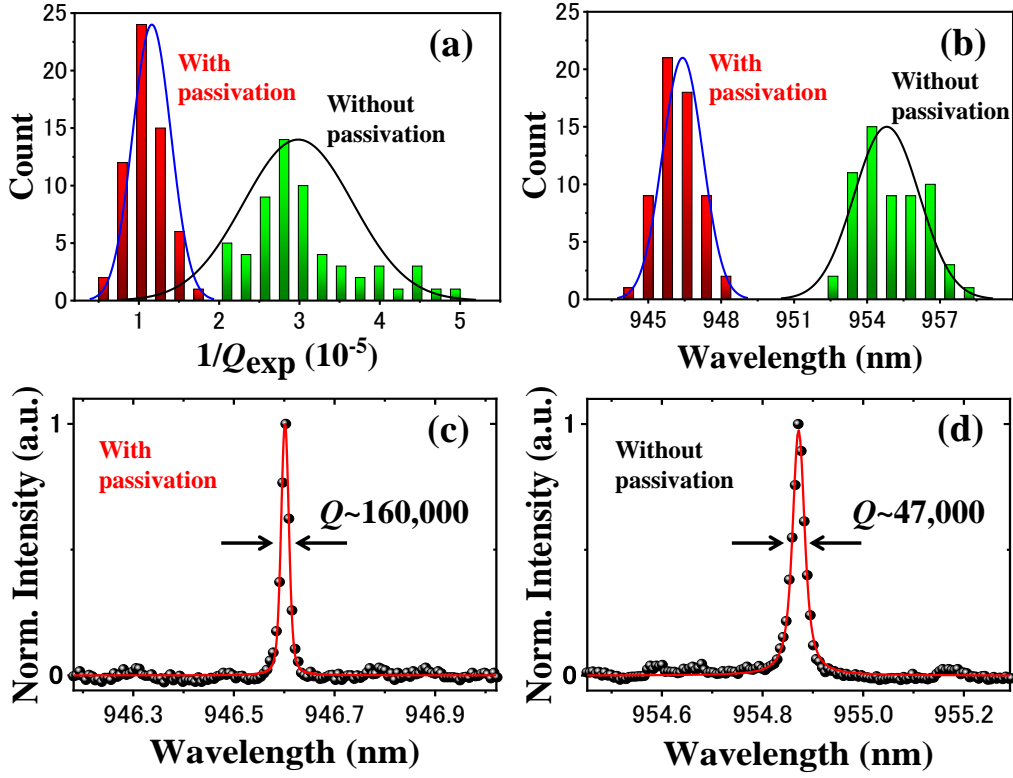 25
20
15
10
5
0
Count
(a)
With
passivation
Without
passivation
1
2
3
4
5
1/Qexp (10-5)
25
20
15
10
5
0
Count
(b)
With
passivation
Without
passivation
945
948
951
954
957
Wavelength (nm)
1
0
Norm. Intensity (a.u.)
(c)
With
passivation
Q~160,000
946.3
946.5
946.7
946.9
Wavelength (nm)
1
0
Norm. Intensity (a.u.)
(d)
Without
passivation
Q~47,000
954.6
954.8
955.0
955.2
Wavelength (nm)